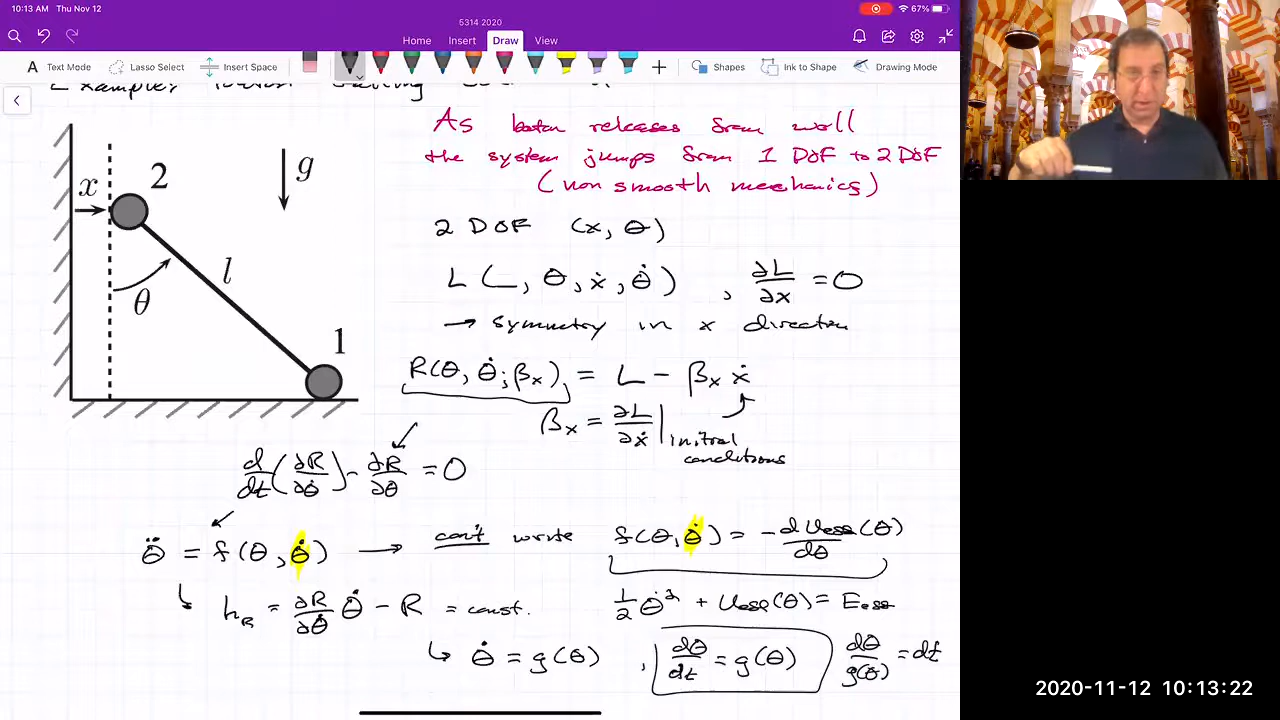 10:13 AM Thu Nov 12
67%
5314 2020
Home Insert Draw View
Text Mode Lasso Select Insert Space + Shapes Ink to Shape Drawing Mode
As baton releases from wall
the system jumps from 1 DOF to 2 DOF
(non smooth mechanics)
x 2 g
θ l 1
2 DOF (x, θ)
L( _, θ, ẋ, θ̇ ) , ∂L/∂x = 0
→ symmetry in x direction
R(θ, θ̇; βx) = L − βx ẋ
βx = ∂L/∂ẋ | initial conditions
d/dt(∂R/∂θ̇) − ∂R/∂θ = 0
θ̈ = f(θ, θ̇) → can't write f(θ, θ̇) = − dVess(θ)/dθ
hR = ∂R/∂θ̇ θ̇ − R = const. 1/2 θ̇² + Vess(θ) = Eess
↳ θ̇ = g(θ) , dθ/dt = g(θ) dθ/g(θ) = dt
2020-11-12 10:13:22